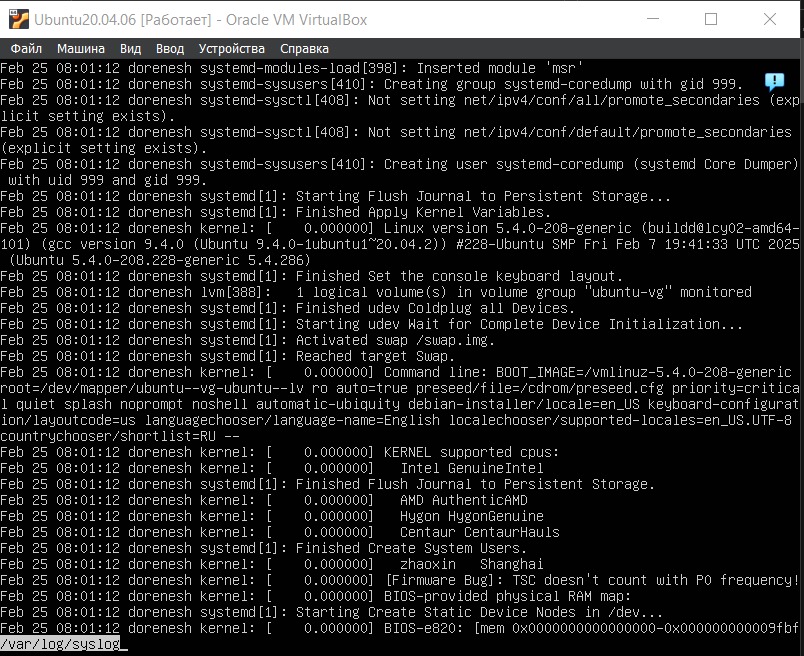 Ubuntu20.04.06 [Работает] - Oracle VM VirtualBox
Файл Машина Вид Ввод Устройства Справка
Feb 25 08:01:12 dorenesh systemd-modules-load[398]: Inserted module 'msr'
Feb 25 08:01:12 dorenesh systemd-sysusers[410]: Creating group systemd-coredump with gid 999.
Feb 25 08:01:12 dorenesh systemd-sysctl[408]: Not setting net/ipv4/conf/all/promote_secondaries (exp
licit setting exists).
Feb 25 08:01:12 dorenesh systemd-sysctl[408]: Not setting net/ipv4/conf/default/promote_secondaries
(explicit setting exists).
Feb 25 08:01:12 dorenesh systemd-sysusers[410]: Creating user systemd-coredump (systemd Core Dumper)
 with uid 999 and gid 999.
Feb 25 08:01:12 dorenesh systemd[1]: Starting Flush Journal to Persistent Storage...
Feb 25 08:01:12 dorenesh systemd[1]: Finished Apply Kernel Variables.
Feb 25 08:01:12 dorenesh kernel: [    0.000000] Linux version 5.4.0-208-generic (buildd@lcy02-amd64-
101) (gcc version 9.4.0 (Ubuntu 9.4.0-1ubuntu1~20.04.2)) #228-Ubuntu SMP Fri Feb 7 19:41:33 UTC 2025
 (Ubuntu 5.4.0-208.228-generic 5.4.286)
Feb 25 08:01:12 dorenesh systemd[1]: Finished Set the console keyboard layout.
Feb 25 08:01:12 dorenesh lvm[388]:   1 logical volume(s) in volume group "ubuntu-vg" monitored
Feb 25 08:01:12 dorenesh systemd[1]: Finished udev Coldplug all Devices.
Feb 25 08:01:12 dorenesh systemd[1]: Starting udev Wait for Complete Device Initialization...
Feb 25 08:01:12 dorenesh systemd[1]: Activated swap /swap.img.
Feb 25 08:01:12 dorenesh systemd[1]: Reached target Swap.
Feb 25 08:01:12 dorenesh kernel: [    0.000000] Command line: BOOT_IMAGE=/vmlinuz-5.4.0-208-generic
root=/dev/mapper/ubuntu--vg-ubuntu--lv ro auto=true preseed/file=/cdrom/preseed.cfg priority=critica
l quiet splash noprompt noshell automatic-ubiquity debian-installer/locale=en_US keyboard-configurat
ion/layoutcode=us languagechooser/language-name=English localechooser/supported-locales=en_US.UTF-8
countrychooser/shortlist=RU --
Feb 25 08:01:12 dorenesh kernel: [    0.000000] KERNEL supported cpus:
Feb 25 08:01:12 dorenesh kernel: [    0.000000]   Intel GenuineIntel
Feb 25 08:01:12 dorenesh systemd[1]: Finished Flush Journal to Persistent Storage.
Feb 25 08:01:12 dorenesh kernel: [    0.000000]   AMD AuthenticAMD
Feb 25 08:01:12 dorenesh kernel: [    0.000000]   Hygon HygonGenuine
Feb 25 08:01:12 dorenesh kernel: [    0.000000]   Centaur CentaurHauls
Feb 25 08:01:12 dorenesh systemd[1]: Finished Create System Users.
Feb 25 08:01:12 dorenesh kernel: [    0.000000]   zhaoxin   Shanghai
Feb 25 08:01:12 dorenesh kernel: [    0.000000] [Firmware Bug]: TSC doesn't count with P0 frequency!
Feb 25 08:01:12 dorenesh kernel: [    0.000000] BIOS-provided physical RAM map:
Feb 25 08:01:12 dorenesh systemd[1]: Starting Create Static Device Nodes in /dev...
Feb 25 08:01:12 dorenesh kernel: [    0.000000] BIOS-e820: [mem 0x0000000000000000-0x000000000009fbf
/var/log/syslog